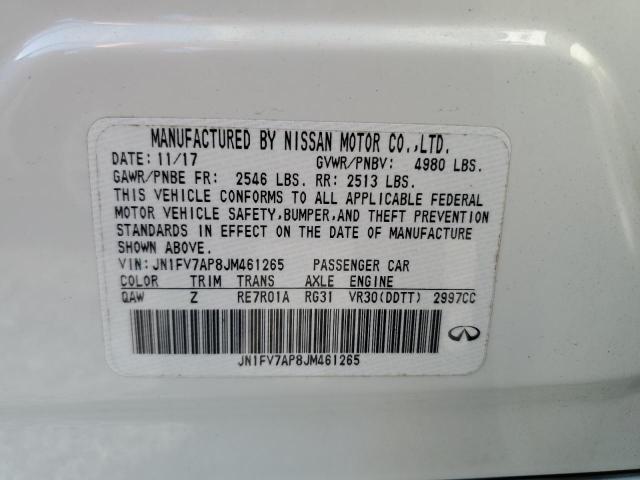 MANUFACTURED BY NISSAN MOTOR CO.,LTD.
DATE: 11/17 GVWR/PNBV: 4980 LBS.
GAWR/PNBE FR: 2546 LBS. RR: 2513 LBS.
THIS VEHICLE CONFORMS TO ALL APPLICABLE FEDERAL
MOTOR VEHICLE SAFETY,BUMPER,AND THEFT PREVENTION
STANDARDS IN EFFECT ON THE DATE OF MANUFACTURE
SHOWN ABOVE.
VIN:JN1FV7AP8JM461265 PASSENGER CAR
COLOR TRIM TRANS AXLE ENGINE
QAW Z RE7R01A RG31 VR30(DDTT) 2997CC
JN1FV7AP8JM461265